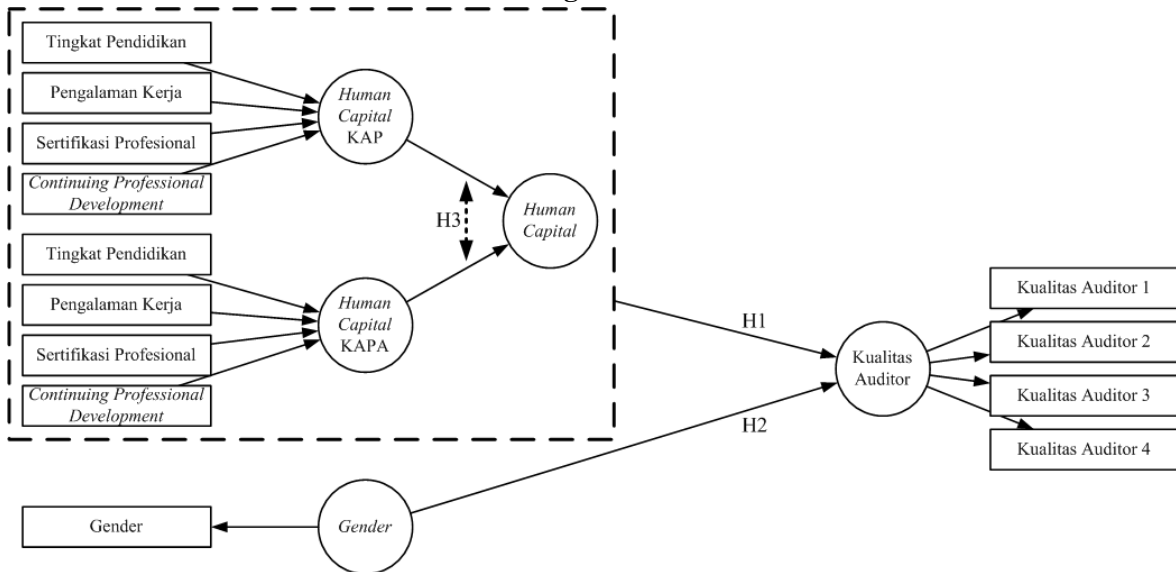 Tingkat Pendidikan
Pengalaman Kerja
Sertifikasi Profesional
Continuing Professional
Development
Human
Capital
KAP
Tingkat Pendidikan
Pengalaman Kerja
Sertifikasi Profesional
Continuing Professional
Development
Human
Capital
KAPA
H3
Human
Capital
H1
H2
Gender
Gender
Kualitas
Auditor
Kualitas Auditor 1
Kualitas Auditor 2
Kualitas Auditor 3
Kualitas Auditor 4